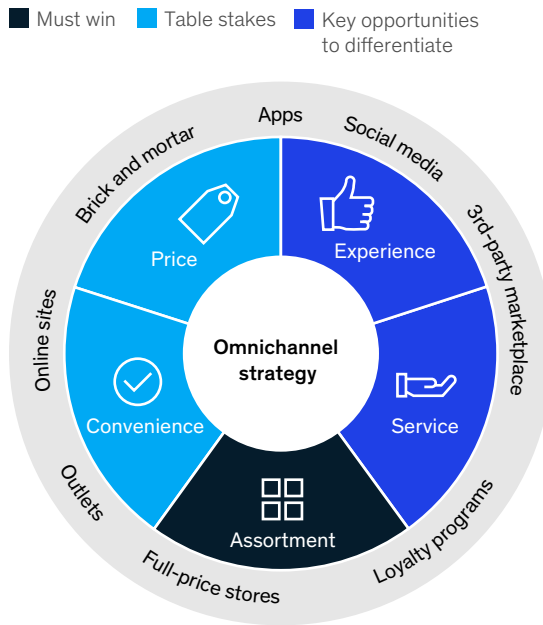 Must win
Table stakes
Key opportunities
to differentiate
Apps
Social media
3rd-party marketplace
Loyalty programs
Full-price stores
Outlets
Online sites
Brick and mortar
Price
Experience
Convenience
Service
Assortment
Omnichannel
strategy